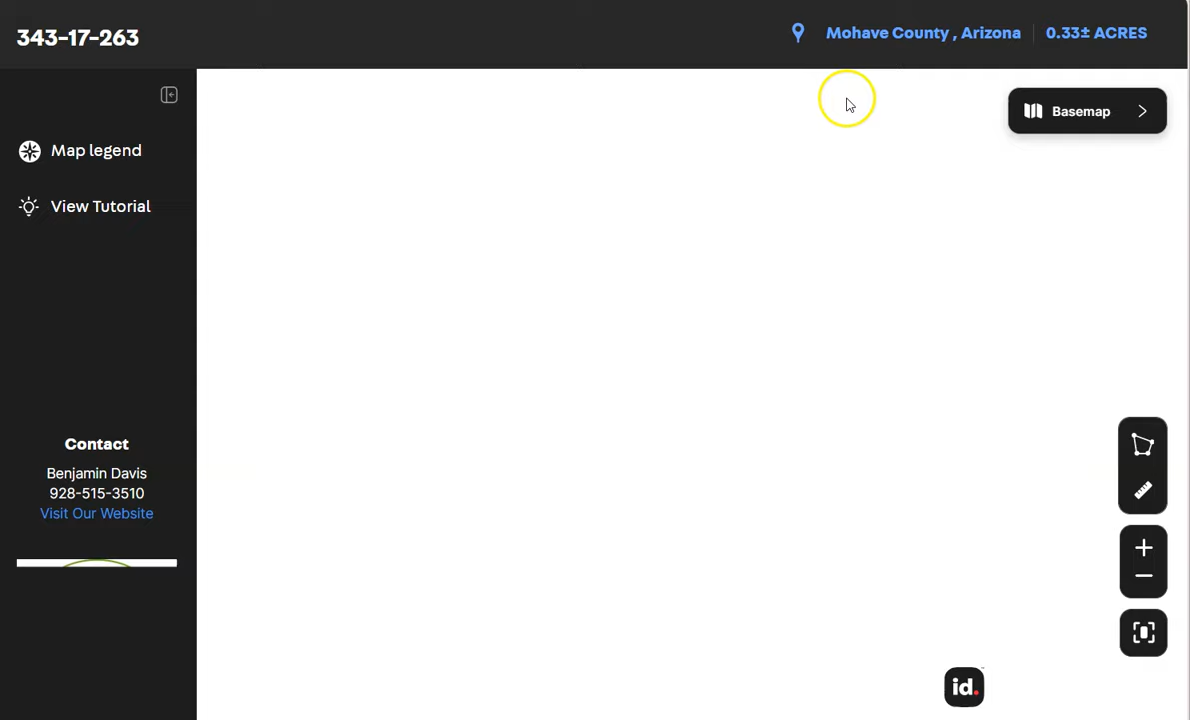 343-17-263
Mohave County , Arizona
0.33± ACRES
Basemap
Map legend
View Tutorial
Contact
Benjamin Davis
928-515-3510
Visit Our Website
id.